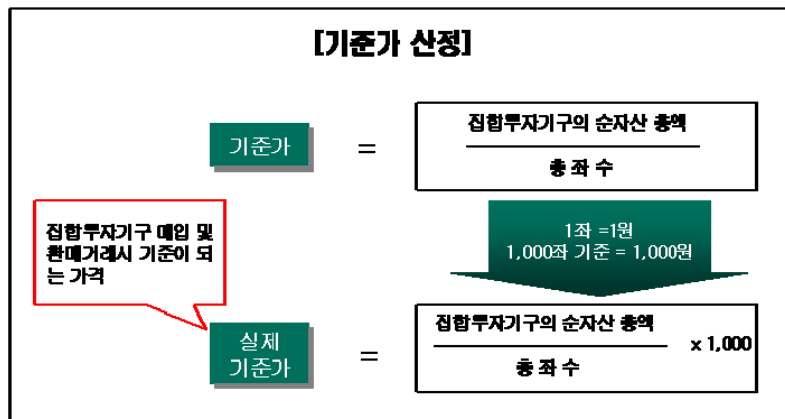 [기준가 산정]
기준가
=
집합투자기구의 순자산 총액
총 좌 수
집합투자기구 매입 및
환매거래시 기준이 되
는 가격
1좌 =1원
1,000좌 기준 = 1,000원
실제
기준가
=
집합투자기구의 순자산 총액
총 좌 수
x 1,000